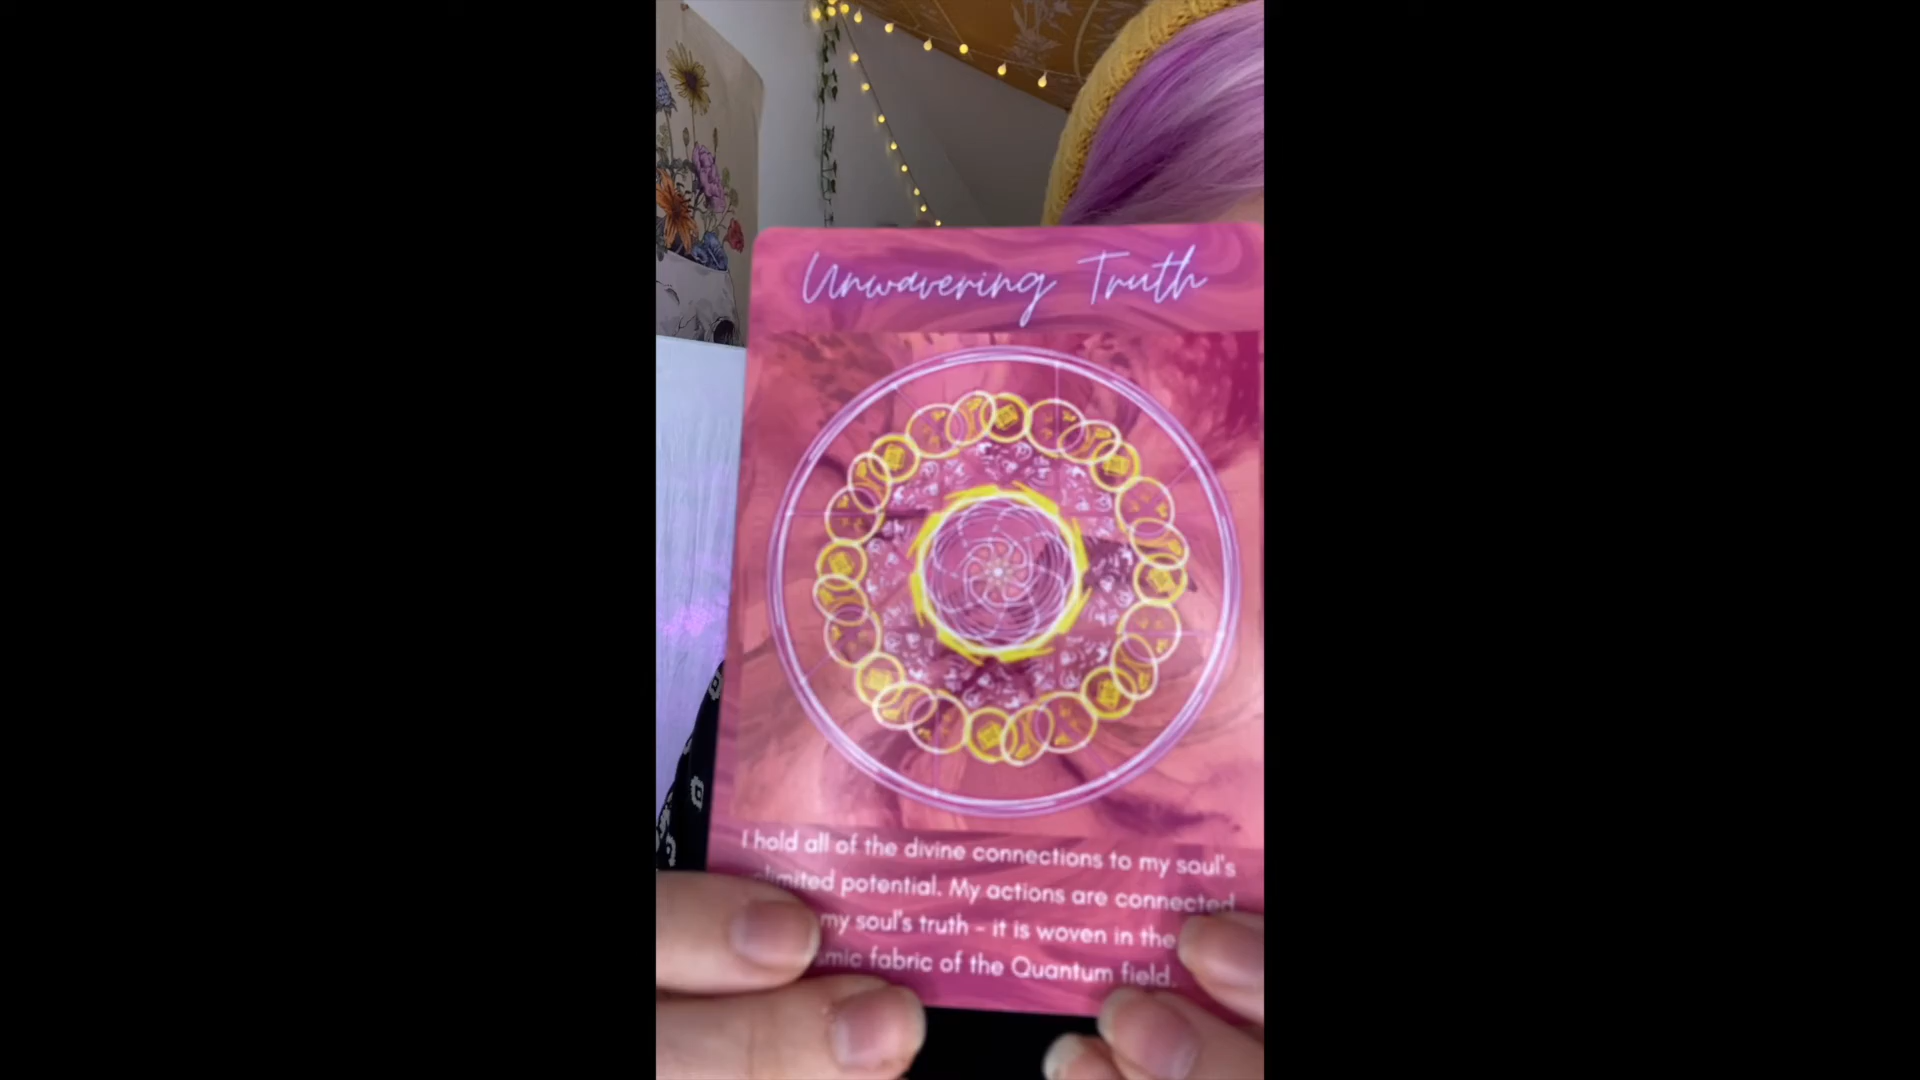 Unwavering Truth
I hold all of the divine connections to my soul's
potential. My actions are connected
my soul's truth - it is woven in the
fabric of the Quantum field.